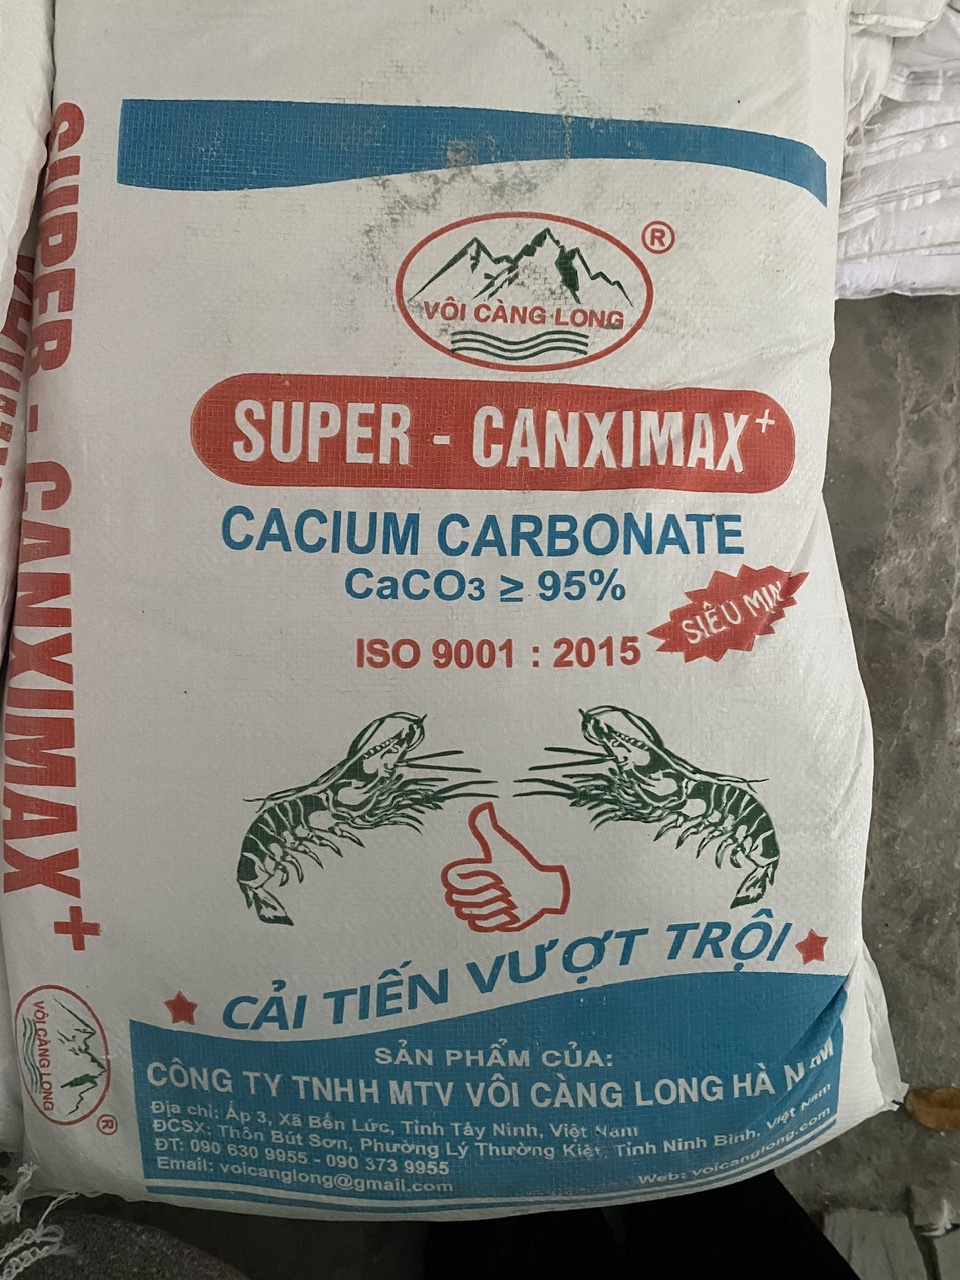 VÔI CÀNG LONG
®
SUPER - CANXIMAX+
CACIUM CARBONATE
CaCO3 ≥ 95%
SIÊU MỊN
ISO 9001 : 2015
CẢI TIẾN VƯỢT TRỘI
SẢN PHẨM CỦA:
CÔNG TY TNHH MTV VÔI CÀNG LONG HÀ NAM
Địa chỉ: Ấp 3, Xã Bến Lức, Tỉnh Tây Ninh, Việt Nam
ĐCSX: Thôn Bút Sơn, Phường Lý Thường Kiệt, Tỉnh Ninh Bình, Việt Nam
ĐT: 090 630 9955 - 090 373 9955
Email: voicanglong@gmail.com
Web: voicanglong.com
SUPER - CANXIMAX+
VÔI CÀNG LONG
®